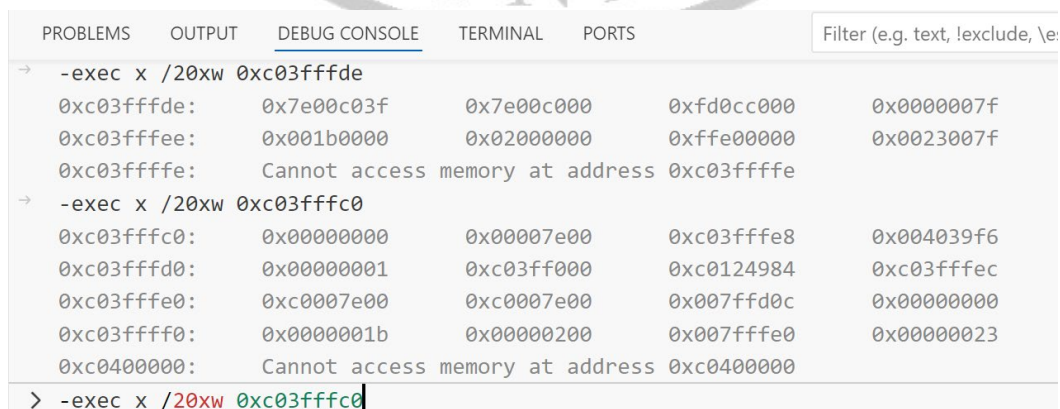 PROBLEMS OUTPUT DEBUG CONSOLE TERMINAL PORTS Filter (e.g. text, !exclude, \es
→ -exec x /20xw 0xc03fffde
0xc03fffde: 0x7e00c03f 0x7e00c000 0xfd0cc000 0x0000007f
0xc03fffee: 0x001b0000 0x02000000 0xffe00000 0x0023007f
0xc03ffffe: Cannot access memory at address 0xc03ffffe
→ -exec x /20xw 0xc03fffc0
0xc03fffc0: 0x00000000 0x00007e00 0xc03fffe8 0x004039f6
0xc03fffd0: 0x00000001 0xc03ff000 0xc0124984 0xc03fffec
0xc03fffe0: 0xc0007e00 0xc0007e00 0x007ffd0c 0x00000000
0xc03ffff0: 0x0000001b 0x00000200 0x007fffe0 0x00000023
0xc0400000: Cannot access memory at address 0xc0400000
> -exec x /20xw 0xc03fffc0